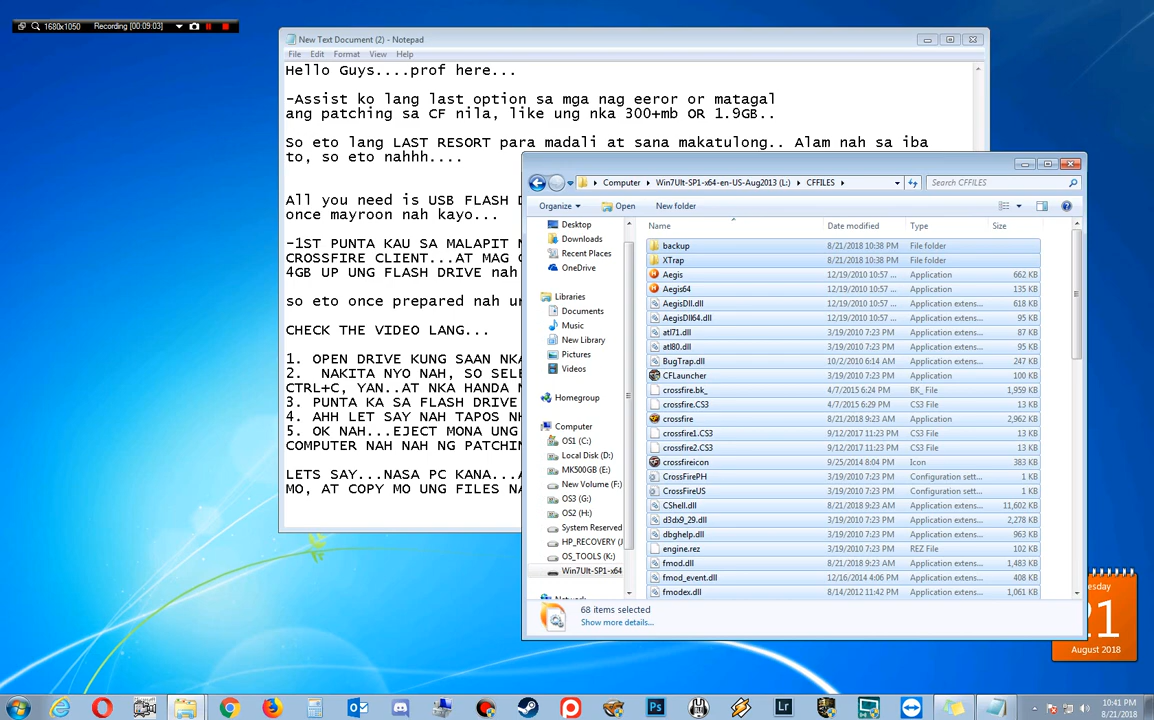 1680x1050 Recording [00:09:03]
New Text Document (2) - Notepad
File Edit Format View Help
Hello Guys....prof here...
-Assist ko lang last option sa mga nag eeror or matagal
ang patching sa CF nila, like ung nka 300+mb OR 1.9GB..
So eto lang LAST RESORT para madali at sana makatulong.. Alam nah sa iba
to, so eto nahhh....
All you need is USB FLASH D
once mayroon nah kayo...
-1ST PUNTA KAU SA MALAPIT N
CROSSFIRE CLIENT...AT MAG C
4GB UP UNG FLASH DRIVE nah
so eto once prepared nah un
CHECK THE VIDEO LANG...
1. OPEN DRIVE KUNG SAAN NKA
2. NAKITA NYO NAH, SO SELE
CTRL+C, YAN..AT NKA HANDA N
3. PUNTA KA SA FLASH DRIVE
4. AHH LET SAY NAH TAPOS NH
5. OK NAH...EJECT MONA UNG
COMPUTER NAH NAH NG PATCHIN
LETS SAY...NASA PC KANA...A
MO, AT COPY MO UNG FILES NA
Computer Win7Ult-SP1-x64-en-US-Aug2013 (L:) CFFILES
Search CFFILES
Organize Open New folder
Desktop
Downloads
Recent Places
OneDrive
Libraries
Documents
Music
New Library
Pictures
Videos
Homegroup
Computer
OS1 (C:)
Local Disk (D:)
MK500GB (E:)
New Volume (F:)
OS3 (G:)
OS2 (H:)
System Reserved
HP_RECOVERY (J
OS_TOOLS (K:)
Win7Ult-SP1-x64
Name Date modified Type Size
backup 8/21/2018 10:38 PM File folder
XTrap 8/21/2018 10:38 PM File folder
Aegis 12/19/2010 10:57 ... Application 662 KB
Aegis64 12/19/2010 10:57 ... Application 135 KB
AegisDll.dll 12/19/2010 10:57 ... Application extens... 618 KB
AegisDll64.dll 12/19/2010 10:57 ... Application extens... 95 KB
atl71.dll 3/19/2010 7:23 PM Application extens... 87 KB
atl80.dll 3/19/2010 7:23 PM Application extens... 95 KB
BugTrap.dll 10/2/2010 6:14 AM Application extens... 247 KB
CFLauncher 3/19/2010 7:23 PM Application 100 KB
crossfire.bk_ 4/7/2015 6:24 PM BK_ File 1,959 KB
crossfire.CS3 4/7/2015 6:29 PM CS3 File 13 KB
crossfire 8/21/2018 9:23 AM Application 2,962 KB
crossfire1.CS3 9/12/2017 11:23 PM CS3 File 13 KB
crossfire2.CS3 9/12/2017 11:23 PM CS3 File 13 KB
crossfireicon 9/25/2014 8:04 PM Icon 383 KB
CrossFirePH 3/19/2010 7:23 PM Configuration sett... 1 KB
CrossFireUS 3/19/2010 7:23 PM Configuration sett... 1 KB
CShell.dll 8/21/2018 9:23 AM Application extens... 11,602 KB
d3dx9_29.dll 3/19/2010 7:23 PM Application extens... 2,278 KB
dbghelp.dll 3/19/2010 7:23 PM Application extens... 963 KB
engine.rez 3/19/2010 7:23 PM REZ File 102 KB
fmod.dll 8/21/2018 9:23 AM Application extens... 1,483 KB
fmod_event.dll 12/16/2014 4:06 PM Application extens... 408 KB
fmodex.dll 8/14/2012 11:42 PM Application extens... 1,061 KB
68 items selected
Show more details...
esday
21
August 2018
Ps
Lr
10:41 PM
8/21/2018